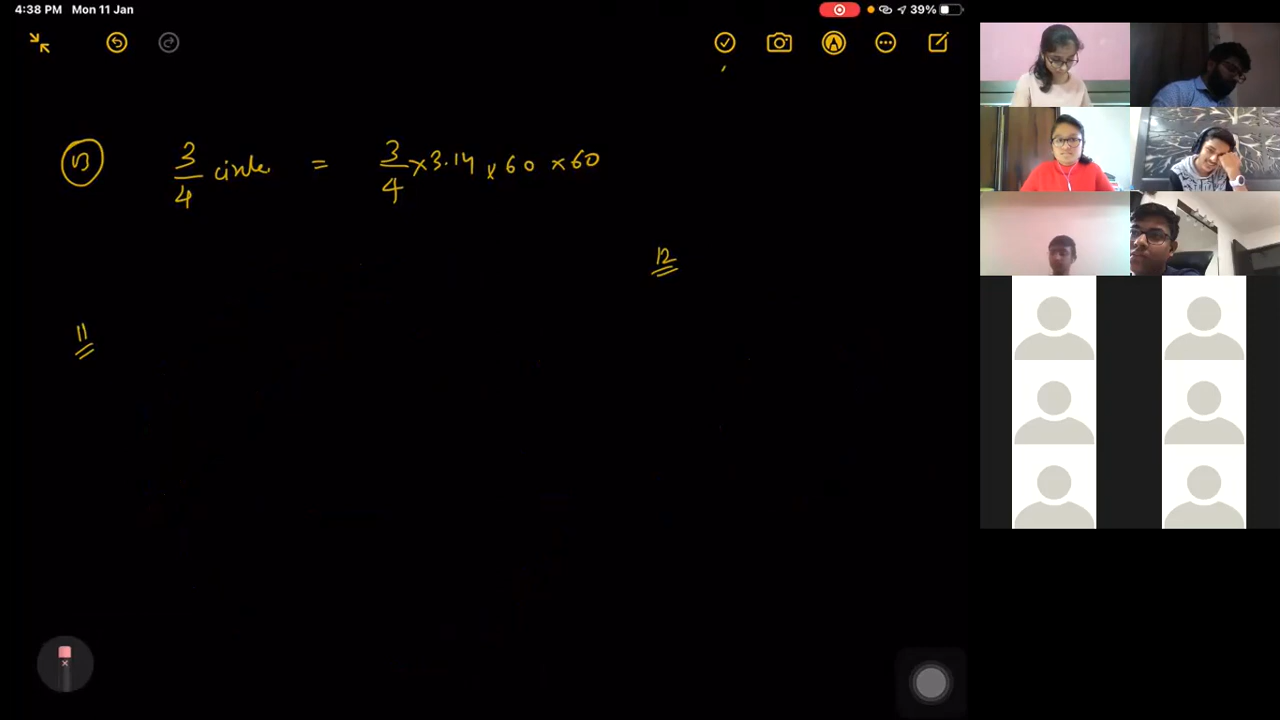 4:38 PM Mon 11 Jan 39%
13 3/4 circle = 3/4 × 3.14 × 60 × 60
12
11